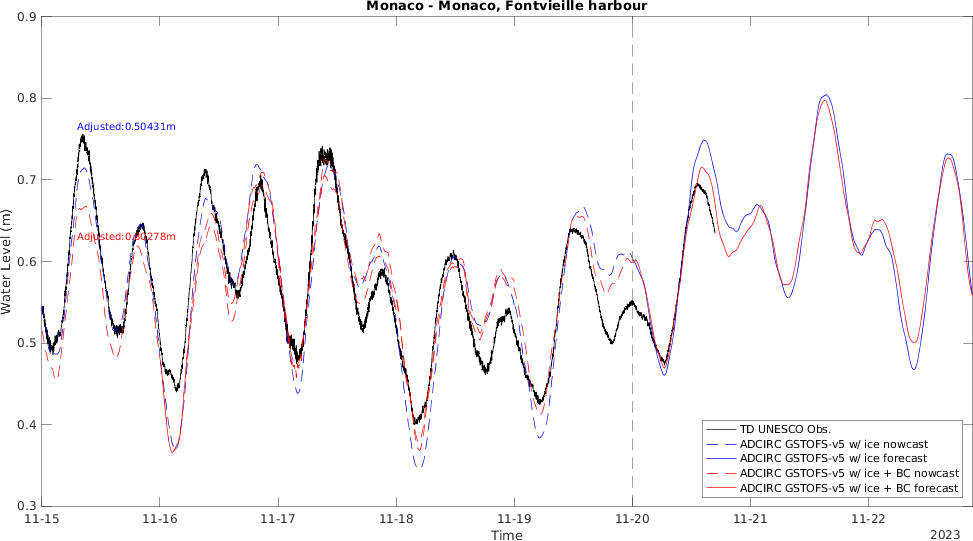 Monaco - Monaco, Fontvieille harbour
0.9
0.8
0.7
0.6
0.5
0.4
0.3
Water Level (m)
Adjusted:0.50431m
11-15
11-16
11-17
11-18
11-19
11-20
11-21
11-22
Time
2023
TD UNESCO Obs.
ADCIRC GSTOFS-v5 w/ ice nowcast
ADCIRC GSTOFS-v5 w/ ice forecast
ADCIRC GSTOFS-v5 w/ ice + BC nowcast
ADCIRC GSTOFS-v5 w/ ice + BC forecast